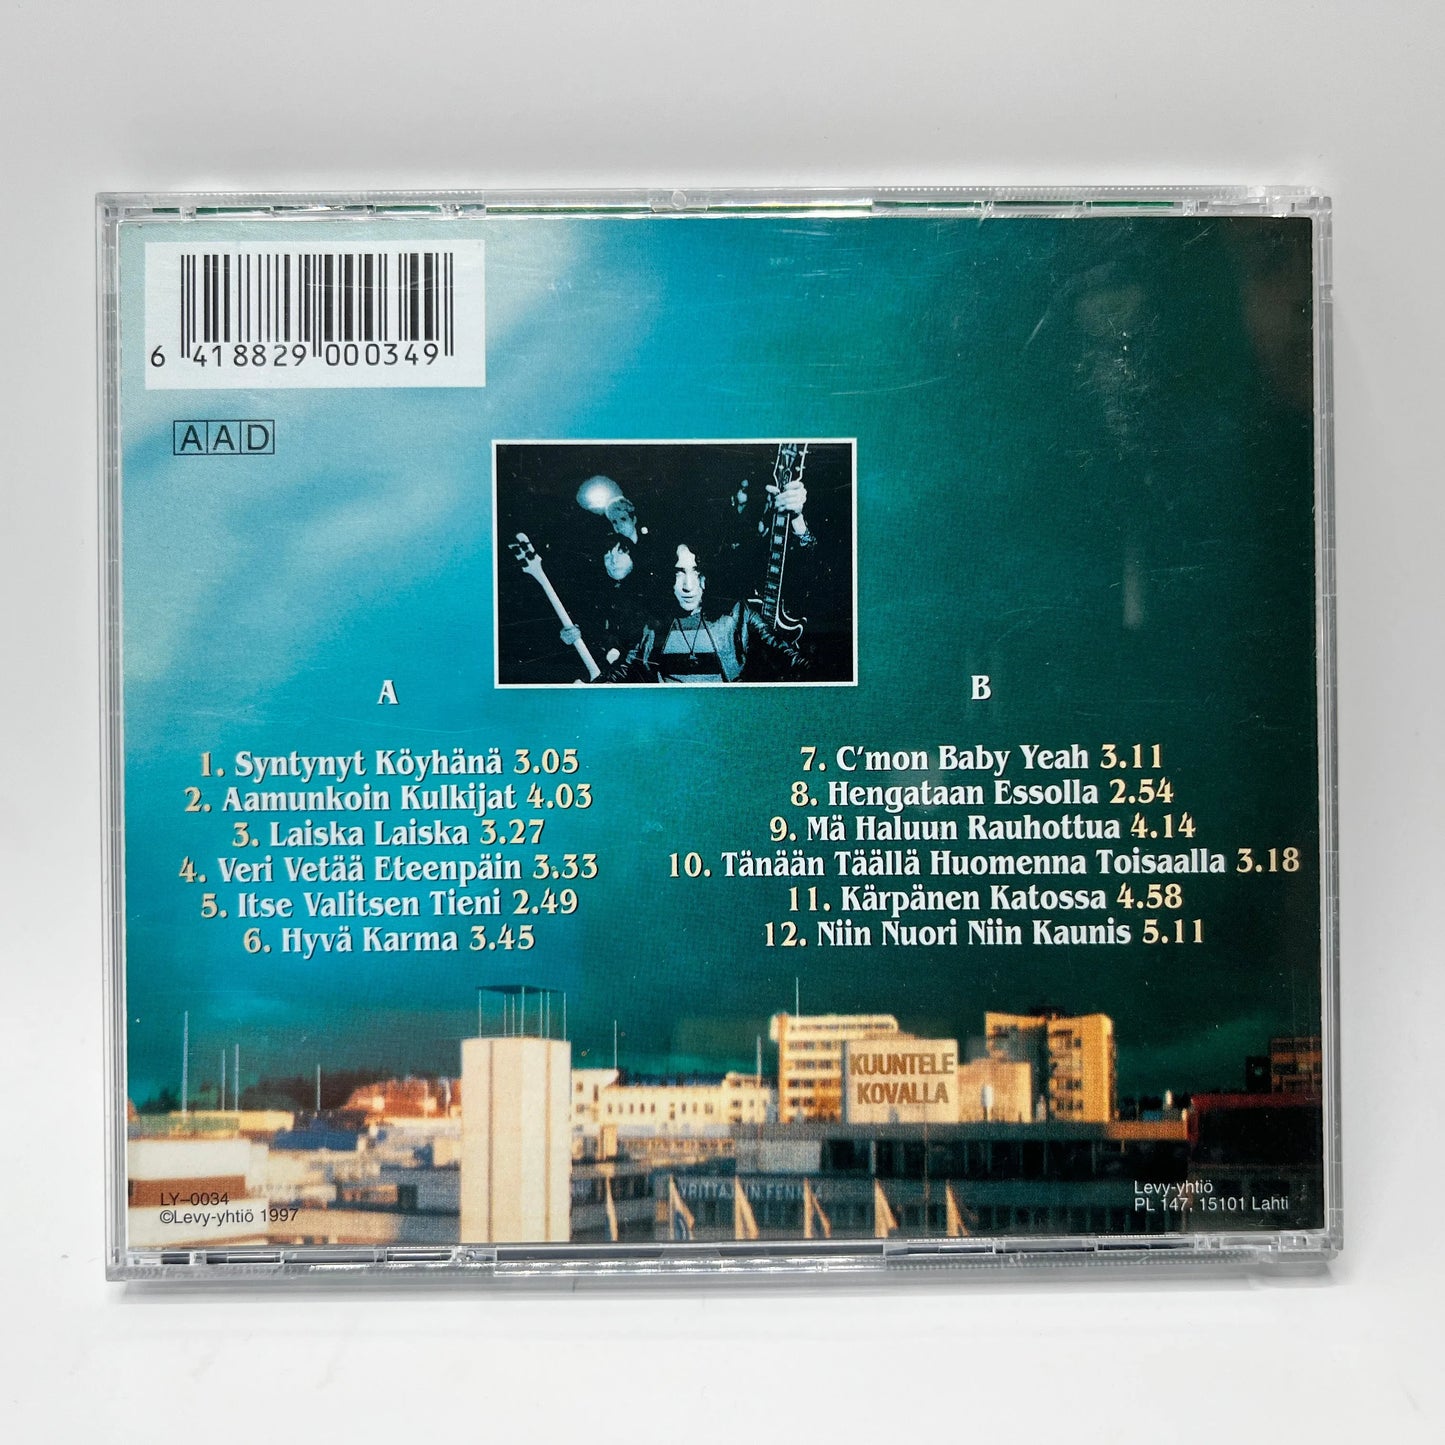 6 418829 000349
AAD
A
1. Syntynyt Köyhänä 3.05
2. Aamunkoin Kulkijat 4.03
3. Laiska Laiska 3.27
4. Veri Vetää Eteenpäin 3.33
5. Itse Valitsen Tieni 2.49
6. Hyvä Karma 3.45
B
7. C'mon Baby Yeah 3.11
8. Hengataan Essolla 2.54
9. Mä Haluun Rauhottua 4.14
10. Tänään Täällä Huomenna Toisaalla 3.18
11. Kärpänen Katossa 4.58
12. Niin Nuori Niin Kaunis 5.11
KUUNTELE
KOVALLA
LY–0034
©Levy-yhtiö 1997
Levy-yhtiö
PL 147, 15101 Lahti